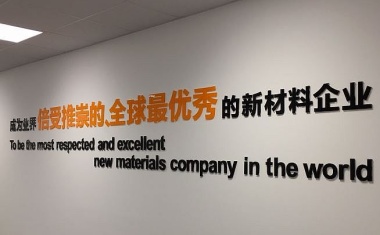 成为业界倍受推崇的、全球最优秀的新材料企业
To be the most respected and excellent
new materials company in the world